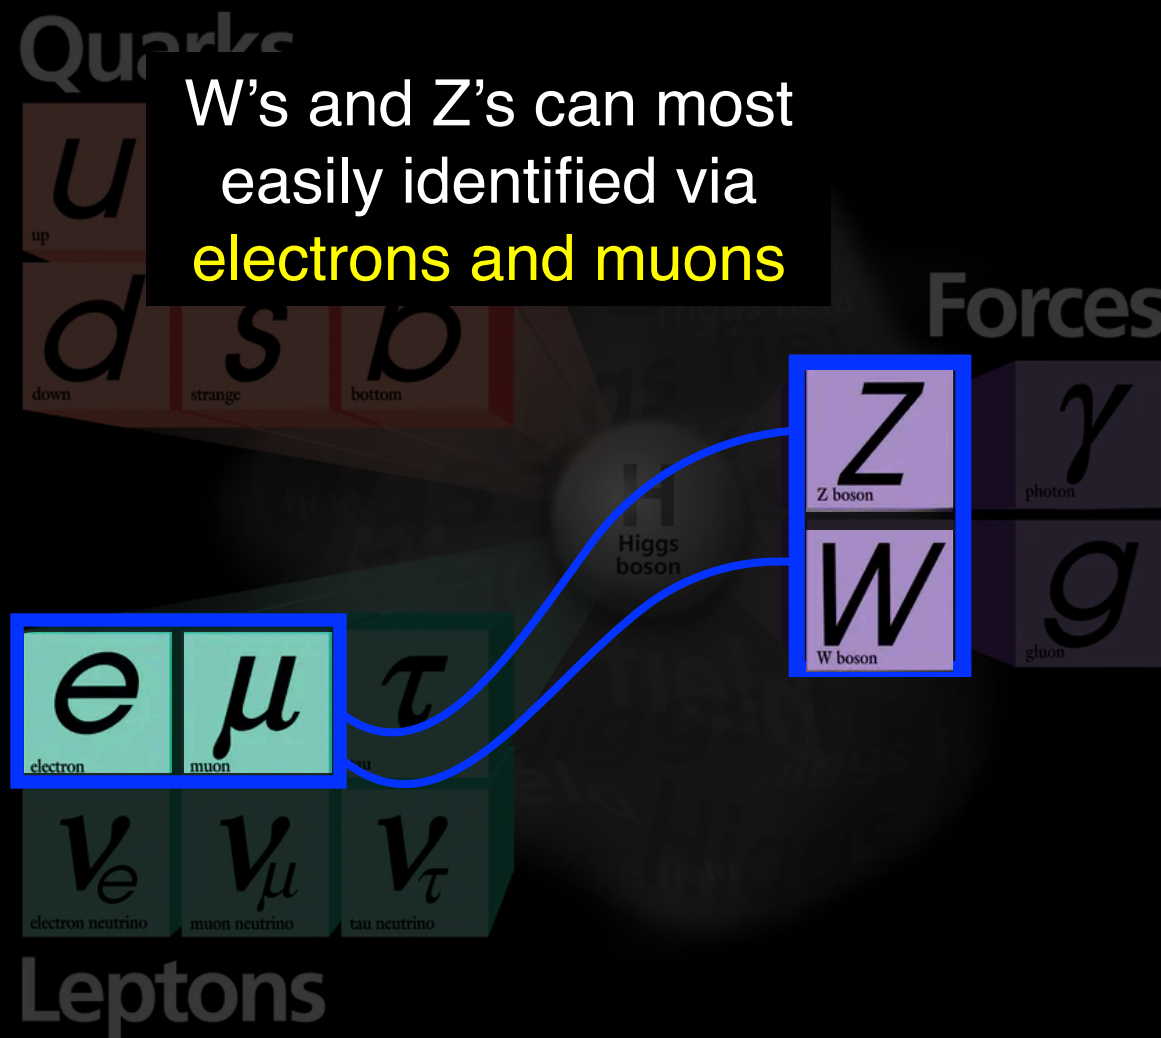 Quarks
W's and Z's can most
easily identified via
electrons and muons
u
up
d
down
s
strange
b
bottom
Forces
Z
Z boson
γ
photon
W
W boson
g
gluon
H
Higgs
boson
e
electron
μ
muon
τ
νe
electron neutrino
νμ
muon neutrino
ντ
tau neutrino
Leptons